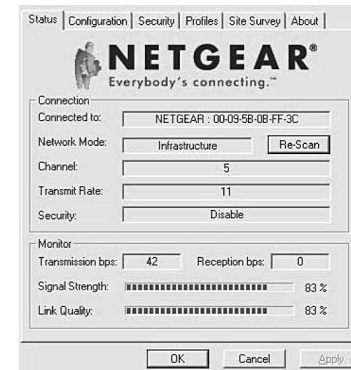 Status Configuration Security Profiles Site Survey About
NETGEAR®
Everybody's connecting.™
Connection
Connected to: NETGEAR : 00-09-5B-0B-FF-3C
Network Mode: Infrastructure Re-Scan
Channel: 5
Transmit Rate: 11
Security: Disable
Monitor
Transmission bps: 42 Reception bps: 0
Signal Strength: 83 %
Link Quality: 83 %
OK Cancel Apply